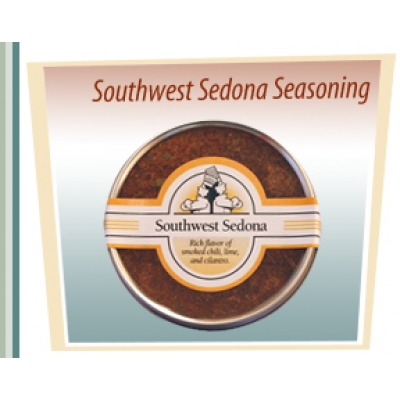 Southwest Sedona Seasoning
Southwest Sedona
Rich flavor of
smoked chili, lime,
and cilantro.